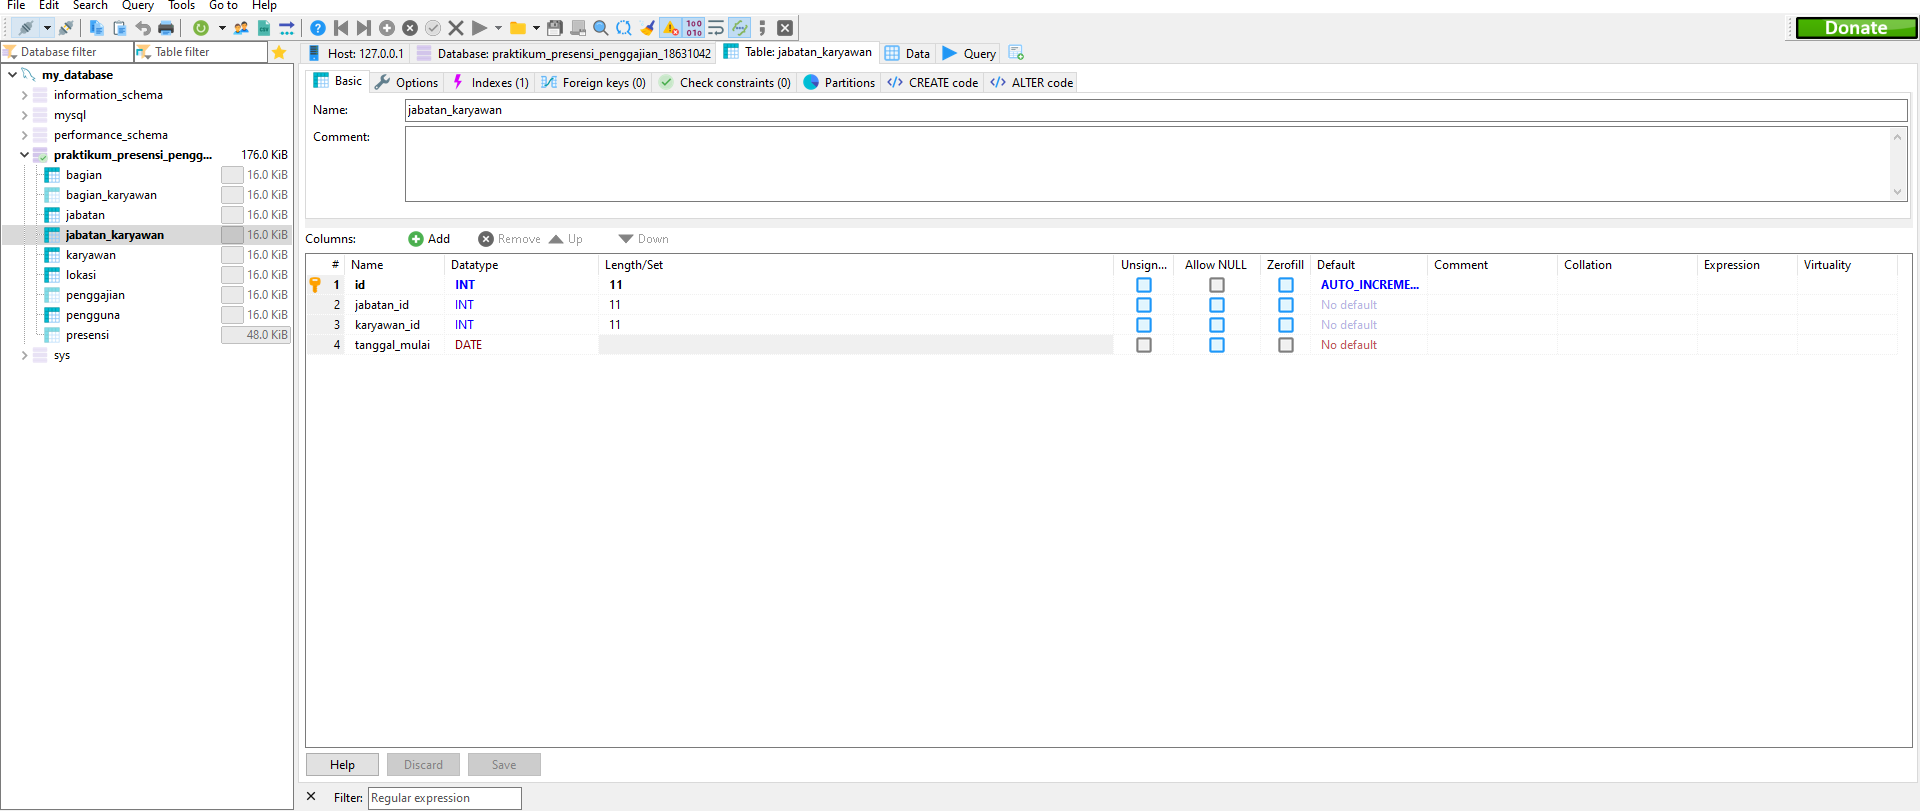 File Edit Search Query Tools Go to Help
Donate
Database filter Table filter
Host: 127.0.0.1 Database: praktikum_presensi_penggajian_18631042 Table: jabatan_karyawan Data Query
my_database
information_schema
mysql
performance_schema
praktikum_presensi_pengg... 176.0 KiB
bagian 16.0 KiB
bagian_karyawan 16.0 KiB
jabatan 16.0 KiB
jabatan_karyawan 16.0 KiB
karyawan 16.0 KiB
lokasi 16.0 KiB
penggajian 16.0 KiB
pengguna 16.0 KiB
presensi 48.0 KiB
sys
Basic Options Indexes (1) Foreign keys (0) Check constraints (0) Partitions CREATE code ALTER code
Name: jabatan_karyawan
Comment:
Columns: Add Remove Up Down
# Name Datatype Length/Set Unsign... Allow NULL Zerofill Default Comment Collation Expression Virtuality
1 id INT 11 AUTO_INCREME...
2 jabatan_id INT 11 No default
3 karyawan_id INT 11 No default
4 tanggal_mulai DATE No default
Help Discard Save
Filter: Regular expression